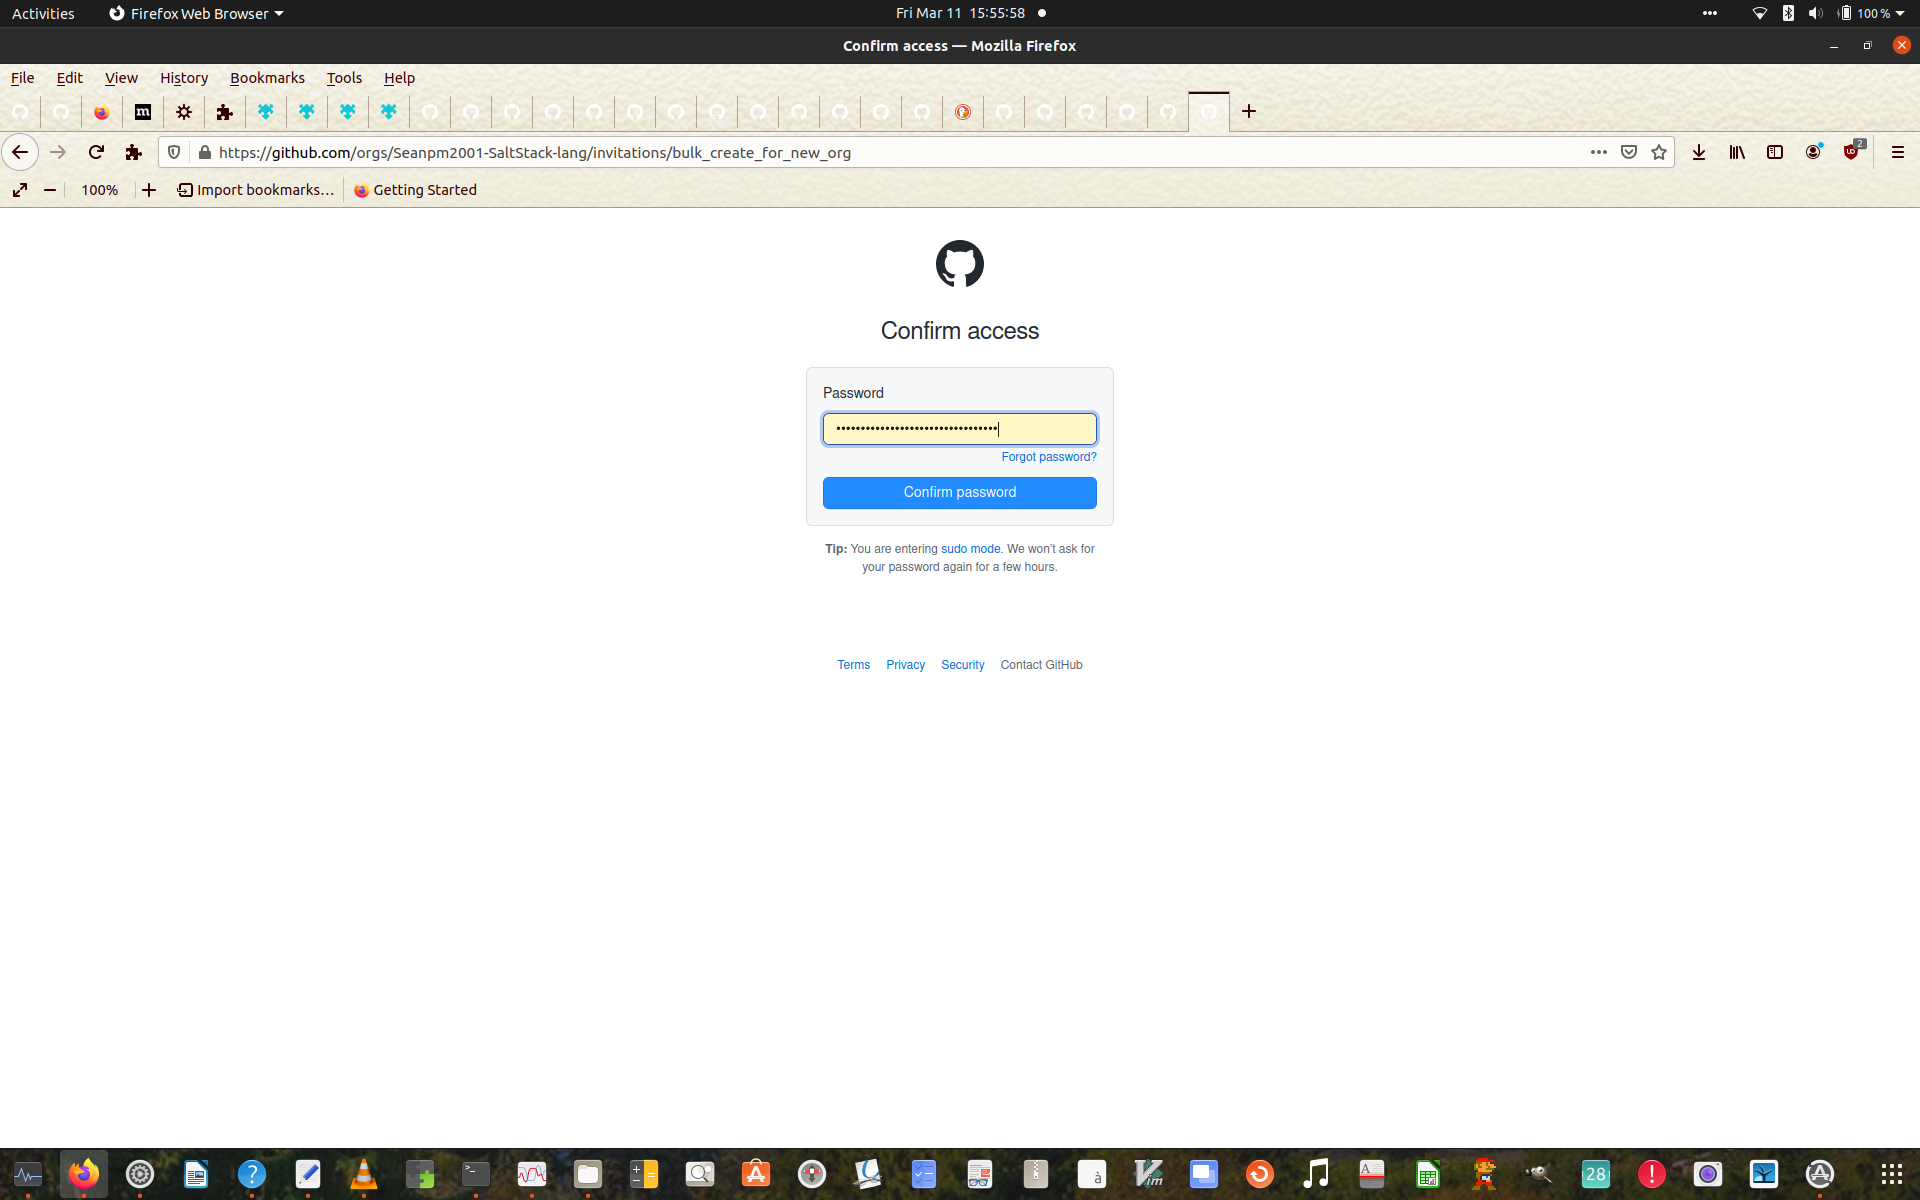 Activities
Firefox Web Browser
Fri Mar 11 15:55:58
100 %
Confirm access — Mozilla Firefox
File Edit View History Bookmarks Tools Help
m
https://github.com/orgs/Seanpm2001-SaltStack-lang/invitations/bulk_create_for_new_org
2
100%
Import bookmarks…
Getting Started
Confirm access
Password
Forgot password?
Confirm password
Tip: You are entering sudo mode. We won't ask for
your password again for a few hours.
Terms Privacy Security Contact GitHub
?
>_
à
Vim
A
28
!